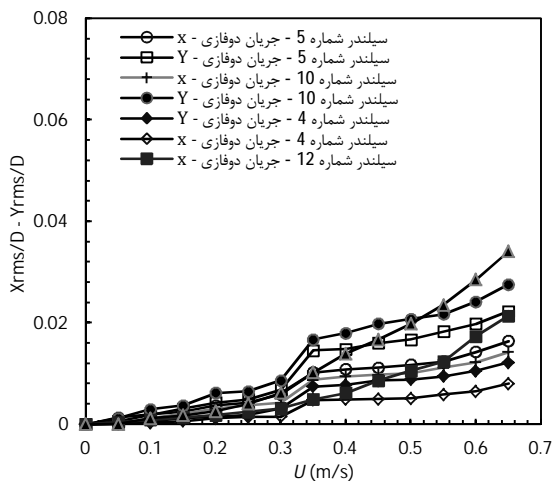 0.08
0.06
0.04
0.02
0
Xrms/D - Yrms/D
سیلندر شماره 5 - جریان دوفازی - x
سیلندر شماره 5 - جریان دوفازی - Y
سیلندر شماره 10 - جریان دوفازی - x
سیلندر شماره 10 - جریان دوفازی - Y
سیلندر شماره 4 - جریان دوفازی - Y
سیلندر شماره 4 - جریان دوفازی - x
سیلندر شماره 12 - جریان دوفازی - x
0 0.1 0.2 0.3 0.4 0.5 0.6 0.7
U (m/s)